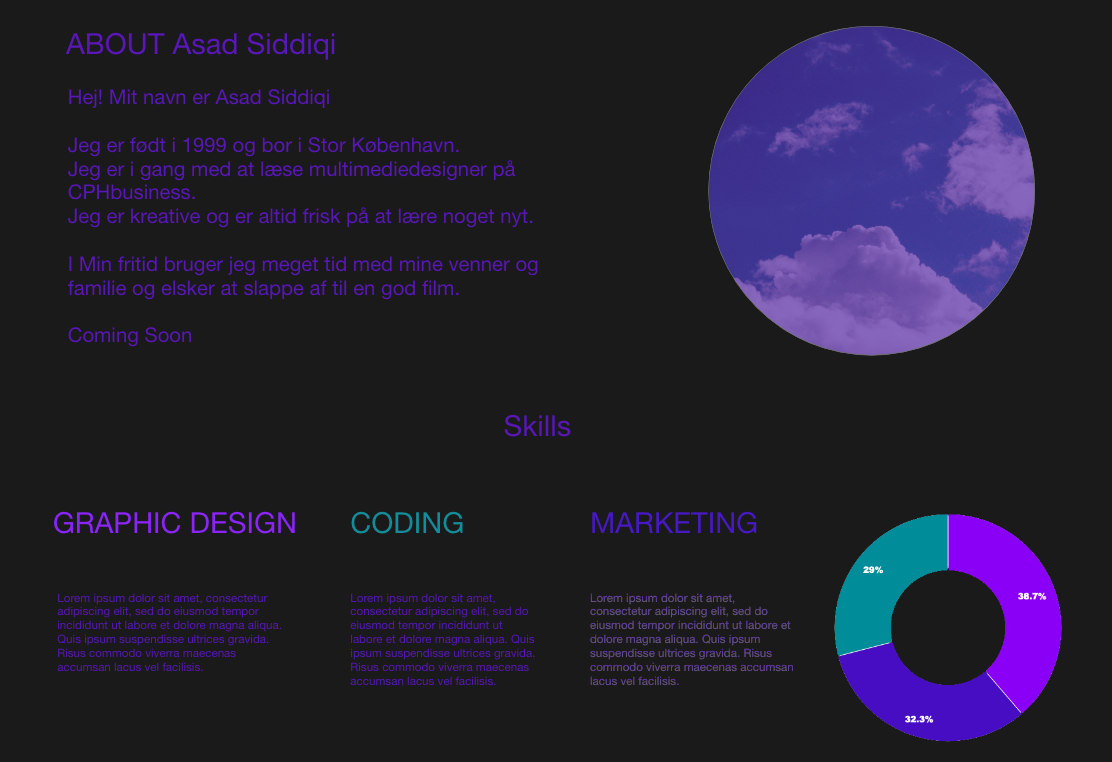 ABOUT Asad Siddiqi
Hej! Mit navn er Asad Siddiqi
Jeg er født i 1999 og bor i Stor København.
Jeg er i gang med at læse multimediedesigner på
CPHbusiness.
Jeg er kreative og er altid frisk på at lære noget nyt.
I Min fritid bruger jeg meget tid med mine venner og
familie og elsker at slappe af til en god film.
Coming Soon
Skills
GRAPHIC DESIGN
Lorem ipsum dolor sit amet, consectetur
adipiscing elit, sed do eiusmod tempor
incididunt ut labore et dolore magna aliqua.
Quis ipsum suspendisse ultrices gravida.
Risus commodo viverra maecenas
accumsan lacus vel facilisis.
CODING
Lorem ipsum dolor sit amet,
consectetur adipiscing elit, sed do
eiusmod tempor incididunt ut
labore et dolore magna aliqua. Quis
ipsum suspendisse ultrices gravida.
Risus commodo viverra maecenas
accumsan lacus vel facilisis.
MARKETING
Lorem ipsum dolor sit amet,
consectetur adipiscing elit, sed do
eiusmod tempor incididunt ut labore et
dolore magna aliqua. Quis ipsum
suspendisse ultrices gravida. Risus
commodo viverra maecenas accumsan
lacus vel facilisis.
29%
38.7%
32.3%